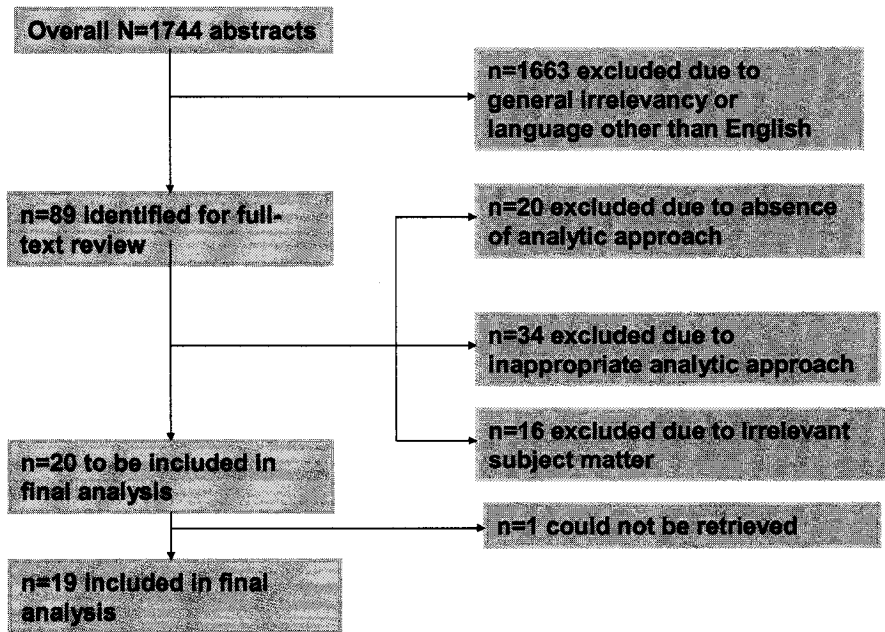 Overall N=1744 abstracts
n=1663 excluded due to
general irrelevancy or
language other than English
n=89 identified for full-
text review
n=20 excluded due to absence
of analytic approach
n=34 excluded due to
inappropriate analytic approach
n=16 excluded due to irrelevant
subject matter
n=20 to be included in
final analysis
n=1 could not be retrieved
n=19 included in final
analysis